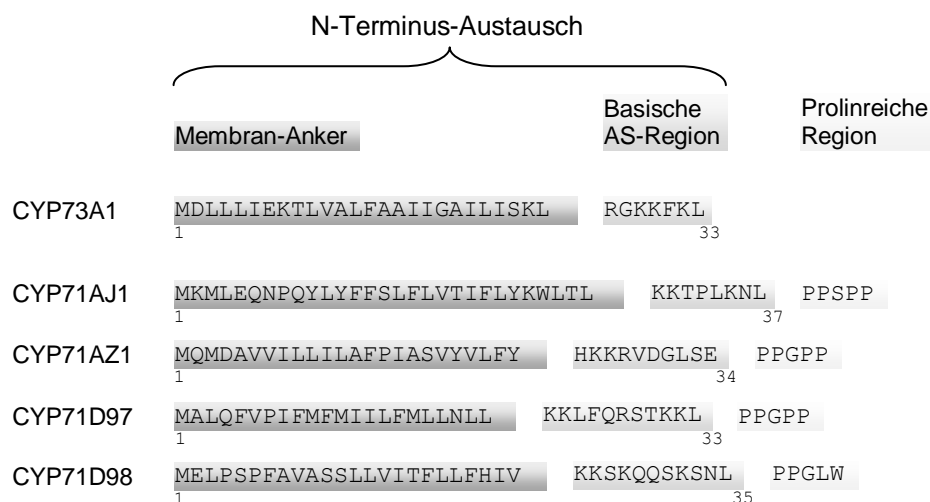 N-Terminus-Austausch
Membran-Anker
Basische
AS-Region
Prolinreiche
Region
CYP73A1 MDLLLIEKTLVALFAAIIGAILISKL RGKKFKL
1 33
CYP71AJ1 MKMLEQNPQYLYFFSLFLVTIFLYKWLTL KKTPLKNL PPSPP
1 37
CYP71AZ1 MQMDAVVILLILAFPIASVYVLFY HKKRVDGLSE PPGPP
1 34
CYP71D97 MALQFVPIFMFMIILFMLLNLL KKLFQRSTKKL PPGPP
1 33
CYP71D98 MELPSPFAVASSLLVITFLLFHIV KKSKQQSKSNL PPGLW
1 35